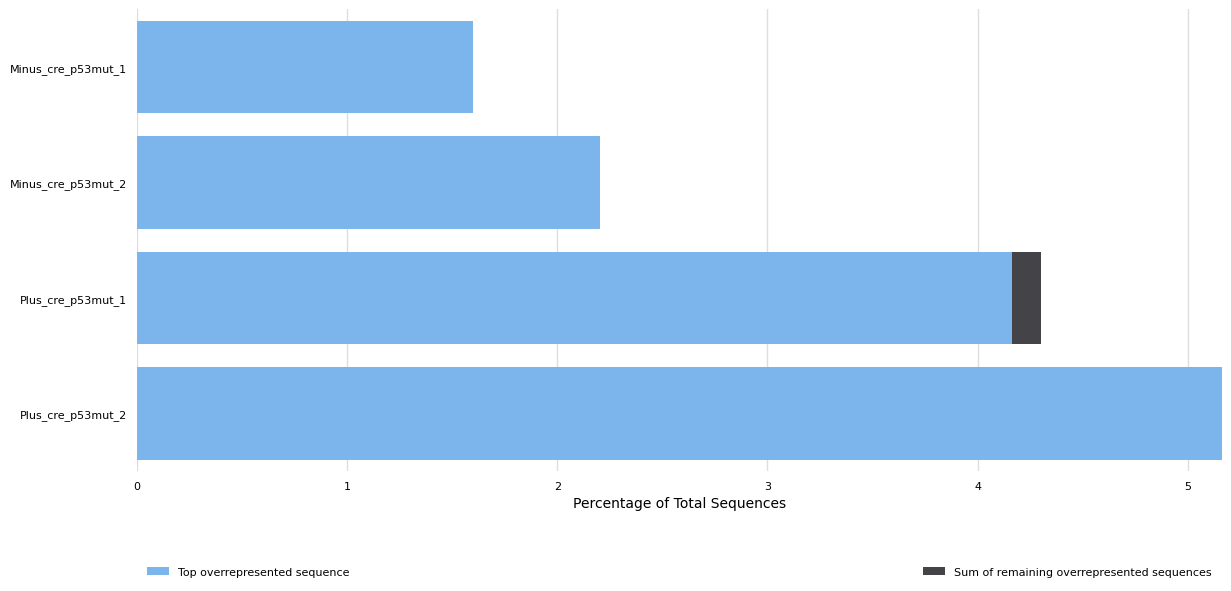 Minus_cre_p53mut_1
Minus_cre_p53mut_2
Plus_cre_p53mut_1
Plus_cre_p53mut_2
0 1 2 3 4 5
Percentage of Total Sequences
Top overrepresented sequence Sum of remaining overrepresented sequences